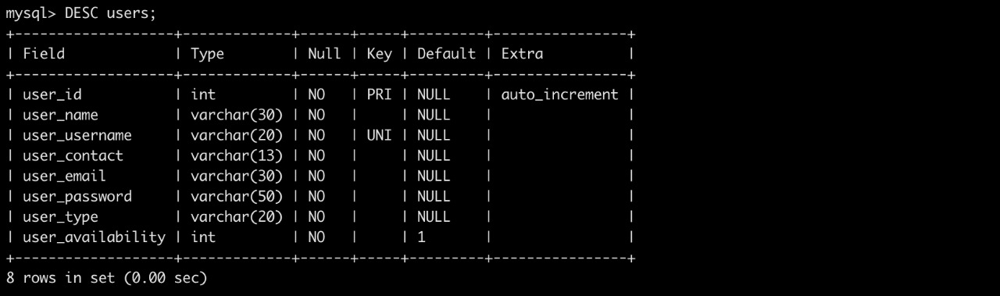 mysql> DESC users;
+-------------------+-------------+------+-----+---------+----------------+
| Field             | Type        | Null | Key | Default | Extra          |
+-------------------+-------------+------+-----+---------+----------------+
| user_id           | int         | NO   | PRI | NULL    | auto_increment |
| user_name         | varchar(30) | NO   |     | NULL    |                |
| user_username     | varchar(20) | NO   | UNI | NULL    |                |
| user_contact      | varchar(13) | NO   |     | NULL    |                |
| user_email        | varchar(30) | NO   |     | NULL    |                |
| user_password     | varchar(50) | NO   |     | NULL    |                |
| user_type         | varchar(20) | NO   |     | NULL    |                |
| user_availability | int         | NO   |     | 1       |                |
+-------------------+-------------+------+-----+---------+----------------+
8 rows in set (0.00 sec)